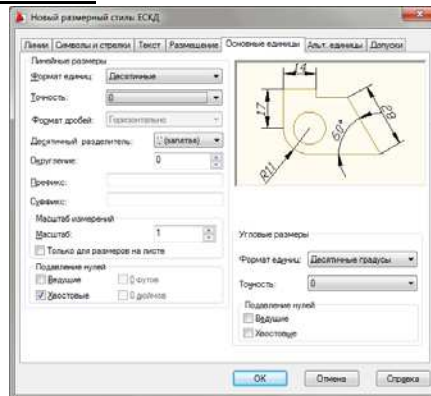 Новый размерный стиль: ЕСКД
Линии Символы и стрелки Текст Размещение Основные единицы Альт. единицы Допуски
Линейные размеры
Формат единиц: Десятичные
Точность: 0
Формат дробей: Горизонтально
Десятичный разделитель: ',' (запятая)
Округление: 0
Префикс:
Суффикс:
Масштаб измерений
Масштаб: 1
Только для размеров на листе
Подавление нулей
Ведущие 0 футов
Хвостовые 0 дюймов
14
17
60°
28
R11
Угловые размеры
Формат единиц: Десятичные градусы
Точность: 0
Подавление нулей
Ведущие
Хвостовые
OK Отмена Справка